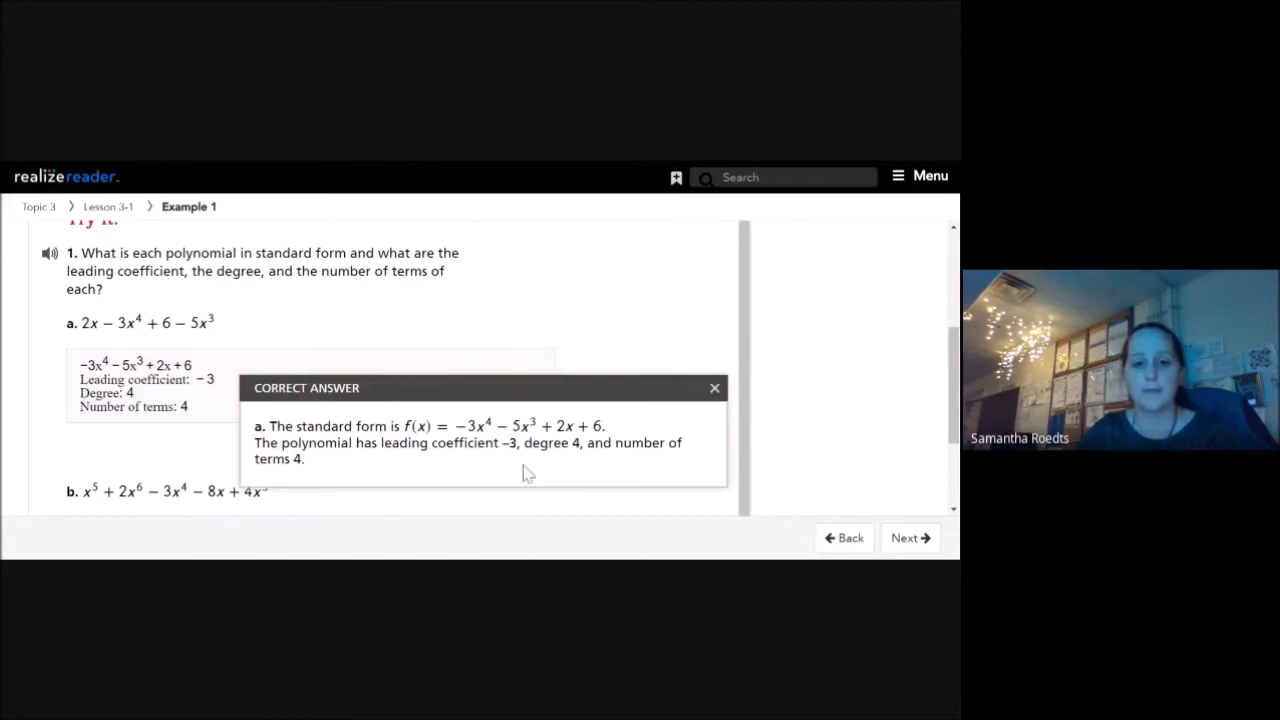 realizereader.
Search
Menu
Topic 3 > Lesson 3-1 > Example 1
Try It!
1. What is each polynomial in standard form and what are the
leading coefficient, the degree, and the number of terms of
each?
a. 2x − 3x⁴ + 6 − 5x³
−3x⁴ − 5x³ + 2x + 6
Leading coefficient: −3
Degree: 4
Number of terms: 4
CORRECT ANSWER
a. The standard form is f(x) = −3x⁴ − 5x³ + 2x + 6.
The polynomial has leading coefficient −3, degree 4, and number of
terms 4.
b. x⁵ + 2x⁶ − 3x⁴ − 8x + 4x
Back
Next
Samantha Roedts